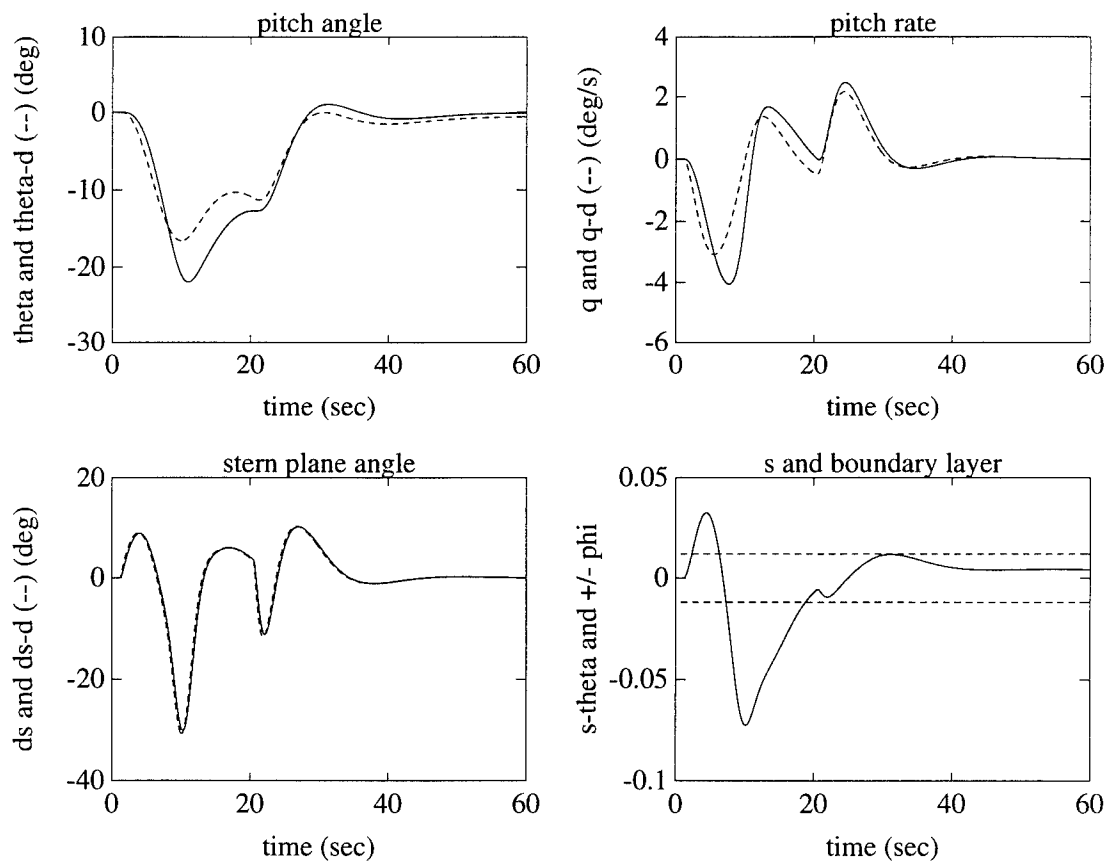 pitch angle
theta and theta-d (--) (deg)
10
0
-10
-20
-30
0
20
40
60
time (sec)
pitch rate
q and q-d (--) (deg/s)
4
2
0
-2
-4
-6
0
20
40
60
time (sec)
stern plane angle
ds and ds-d (--) (deg)
20
0
-20
-40
0
20
40
60
time (sec)
s and boundary layer
s-theta and +/- phi
0.05
0
-0.05
-0.1
0
20
40
60
time (sec)